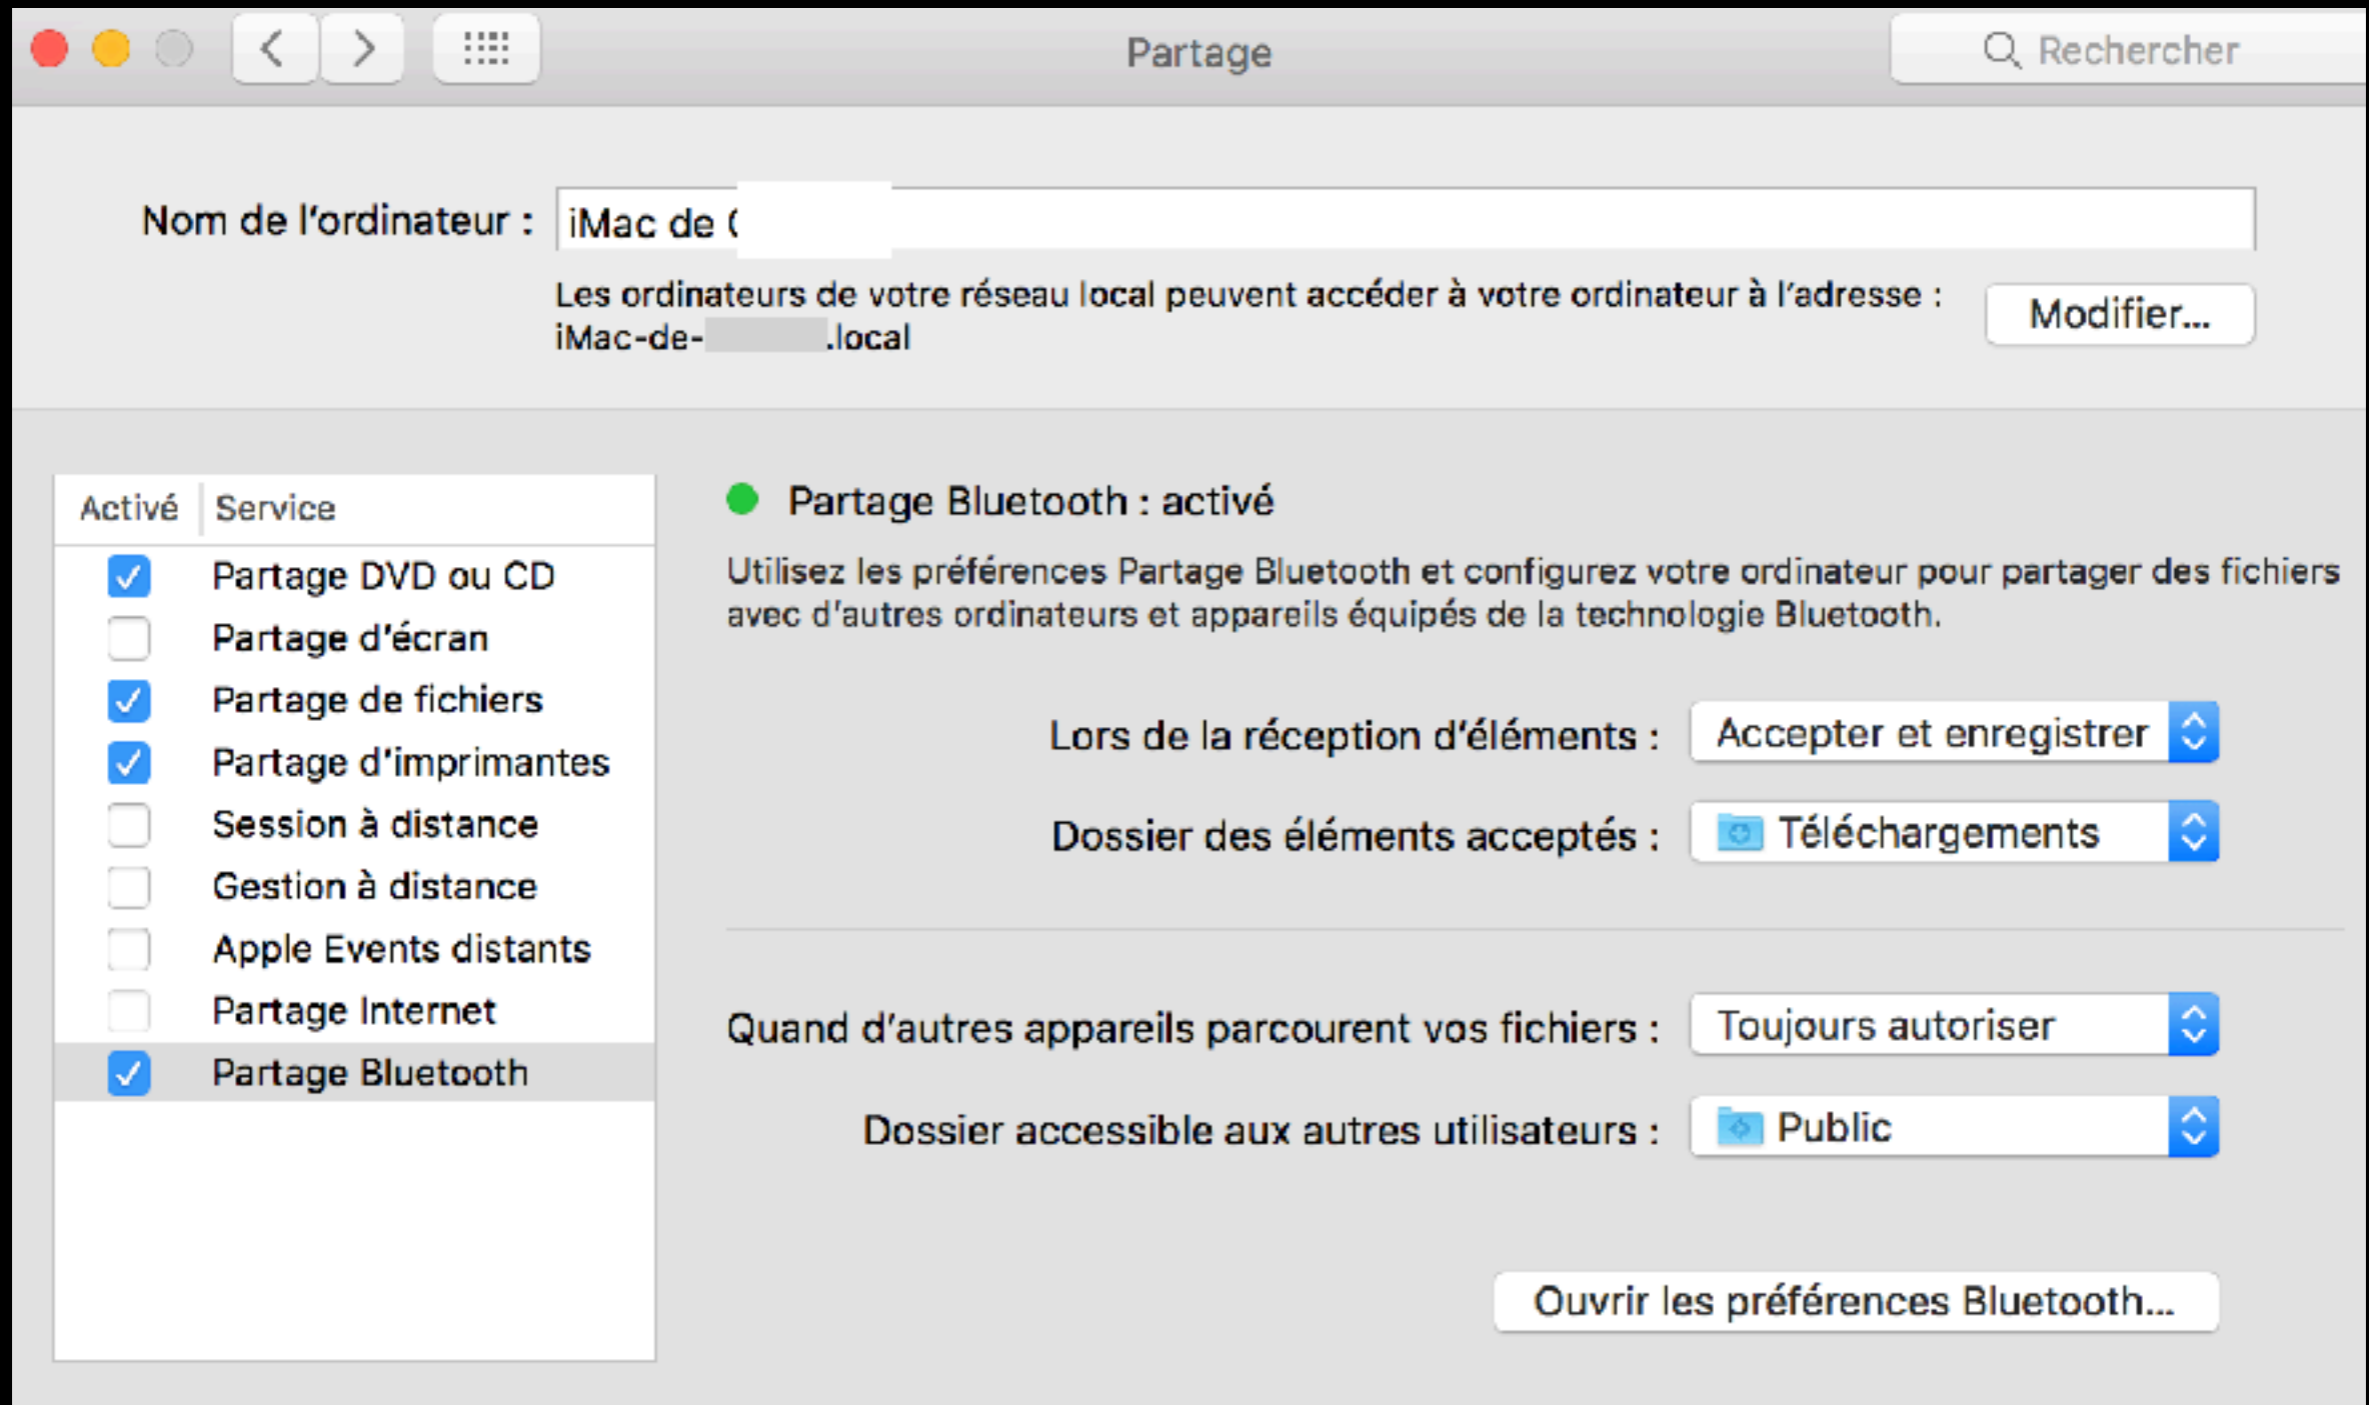 Partage
Rechercher
Nom de l'ordinateur :
iMac de
Les ordinateurs de votre réseau local peuvent accéder à votre ordinateur à l'adresse :
iMac-de-
.local
Modifier...
Activé
Service
Partage DVD ou CD
Partage d'écran
Partage de fichiers
Partage d'imprimantes
Session à distance
Gestion à distance
Apple Events distants
Partage Internet
Partage Bluetooth
Partage Bluetooth : activé
Utilisez les préférences Partage Bluetooth et configurez votre ordinateur pour partager des fichiers
avec d'autres ordinateurs et appareils équipés de la technologie Bluetooth.
Lors de la réception d'éléments :
Accepter et enregistrer
Dossier des éléments acceptés :
Téléchargements
Quand d'autres appareils parcourent vos fichiers :
Toujours autoriser
Dossier accessible aux autres utilisateurs :
Public
Ouvrir les préférences Bluetooth...